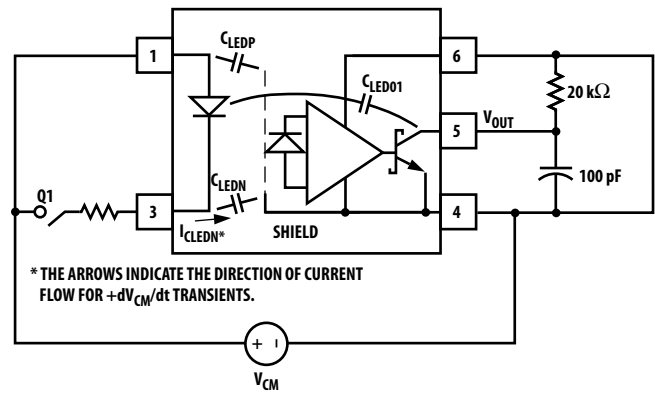 1
C_LEDP
6
20 kΩ
C_LED01
5
V_OUT
100 pF
Q1
3
C_LEDN
4
I_CLEDN*
SHIELD
* THE ARROWS INDICATE THE DIRECTION OF CURRENT
FLOW FOR +dV_CM/dt TRANSIENTS.
+ −
V_CM